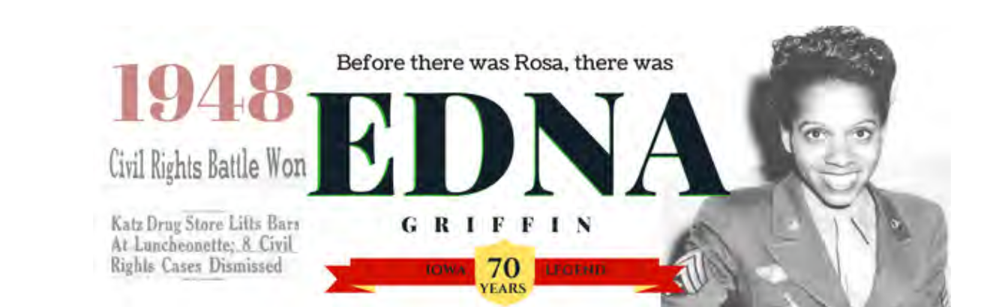 1948
Civil Rights Battle Won
Katz Drug Store Lifts Bars
At Luncheonette; 8 Civil
Rights Cases Dismissed
Before there was Rosa, there was
EDNA
GRIFFIN
IOWA 70 LEGEND
YEARS